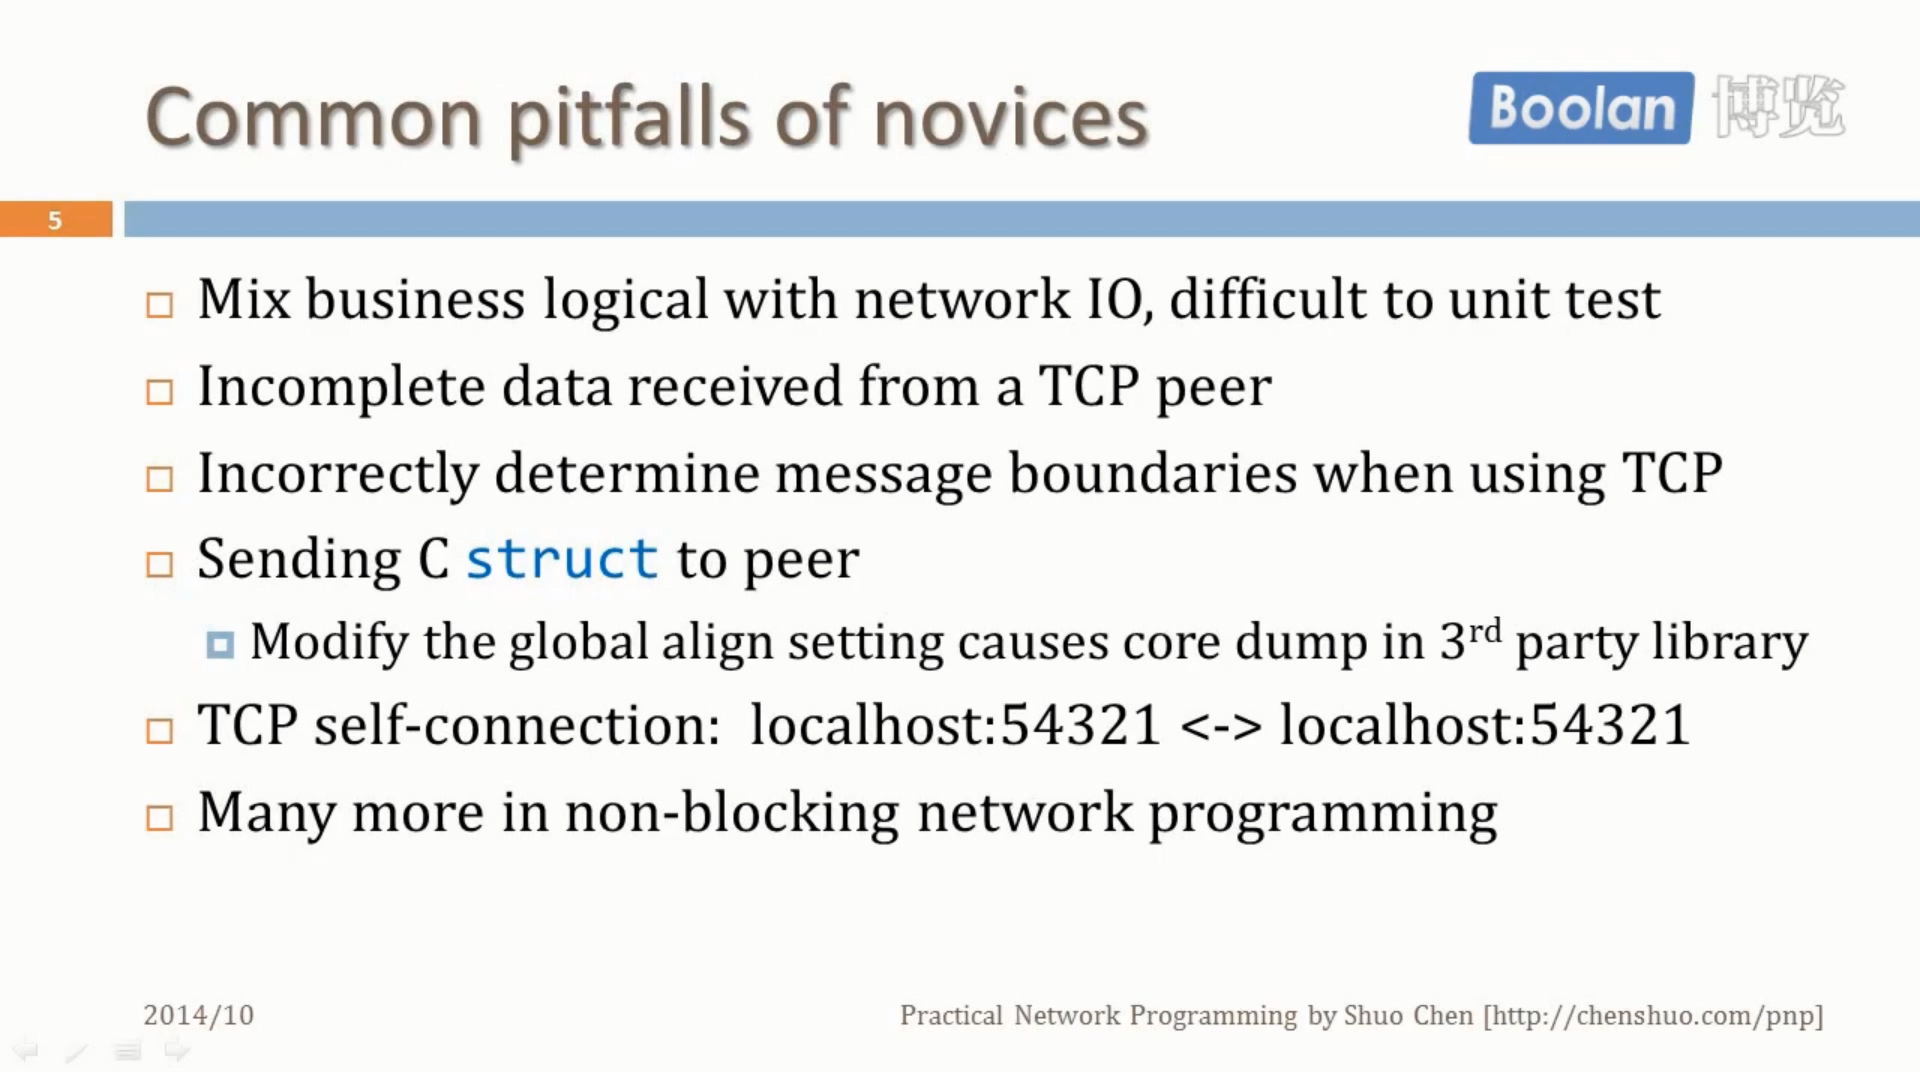 Common pitfalls of novices
Boolan 博览
5
Mix business logical with network IO, difficult to unit test
Incomplete data received from a TCP peer
Incorrectly determine message boundaries when using TCP
Sending C struct to peer
Modify the global align setting causes core dump in 3rd party library
TCP self-connection: localhost:54321 <-> localhost:54321
Many more in non-blocking network programming
2014/10
Practical Network Programming by Shuo Chen [http://chenshuo.com/pnp]